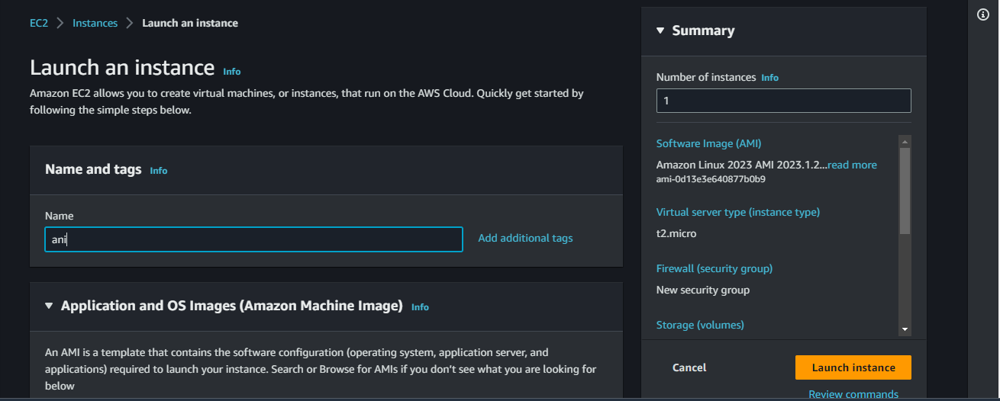 EC2 > Instances > Launch an instance
Launch an instance Info
Amazon EC2 allows you to create virtual machines, or instances, that run on the AWS Cloud. Quickly get started by
following the simple steps below.
Name and tags Info
Name
ani
Add additional tags
Application and OS Images (Amazon Machine Image) Info
An AMI is a template that contains the software configuration (operating system, application server, and
applications) required to launch your instance. Search or Browse for AMIs if you don't see what you are looking for
below
Summary
Number of instances Info
1
Software Image (AMI)
Amazon Linux 2023 AMI 2023.1.2...read more
ami-0d13e3e640877b0b9
Virtual server type (instance type)
t2.micro
Firewall (security group)
New security group
Storage (volumes)
Cancel
Launch instance
Review commands